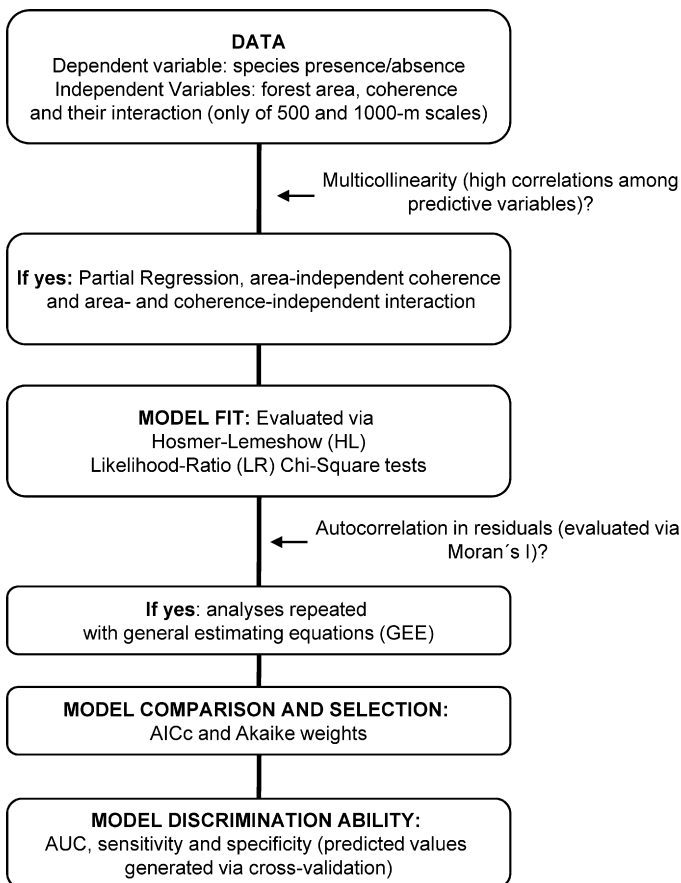 DATA
Dependent variable: species presence/absence
Independent Variables: forest area, coherence
and their interaction (only of 500 and 1000-m scales)
Multicollinearity (high correlations among
predictive variables)?
If yes: Partial Regression, area-independent coherence
and area- and coherence-independent interaction
MODEL FIT: Evaluated via
Hosmer-Lemeshow (HL)
Likelihood-Ratio (LR) Chi-Square tests
Autocorrelation in residuals (evaluated via
Moran´s I)?
If yes: analyses repeated
with general estimating equations (GEE)
MODEL COMPARISON AND SELECTION:
AICc and Akaike weights
MODEL DISCRIMINATION ABILITY:
AUC, sensitivity and specificity (predicted values
generated via cross-validation)